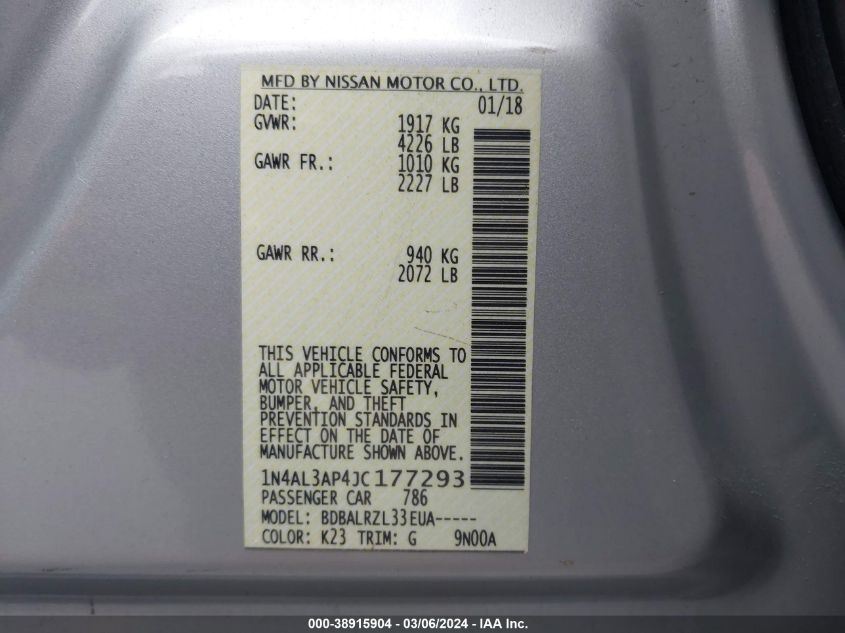 MFD BY NISSAN MOTOR CO., LTD.
DATE: 01/18
GVWR: 1917 KG
4226 LB
GAWR FR.: 1010 KG
2227 LB
GAWR RR.: 940 KG
2072 LB
THIS VEHICLE CONFORMS TO
ALL APPLICABLE FEDERAL
MOTOR VEHICLE SAFETY,
BUMPER, AND THEFT
PREVENTION STANDARDS IN
EFFECT ON THE DATE OF
MANUFACTURE SHOWN ABOVE.
1N4AL3AP4JC177293
PASSENGER CAR 786
MODEL: BDBALRZL33EUA-----
COLOR: K23 TRIM: G 9N00A
000-38915904 - 03/06/2024 - IAA Inc.